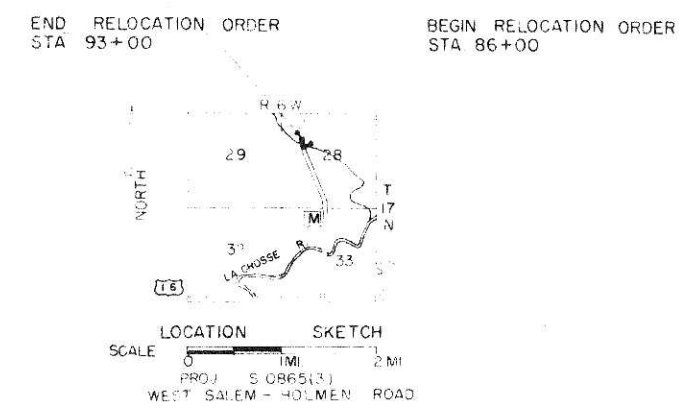 END RELOCATION ORDER
STA 93+00
BEGIN RELOCATION ORDER
STA 86+00
R 6 W
29
28
NORTH
T
17
N
M
33
LA CROSSE R
16
LOCATION SKETCH
SCALE 0 1 MI. 2 MI
PROJ S 0865(3)
WEST SALEM - HOLMEN ROAD